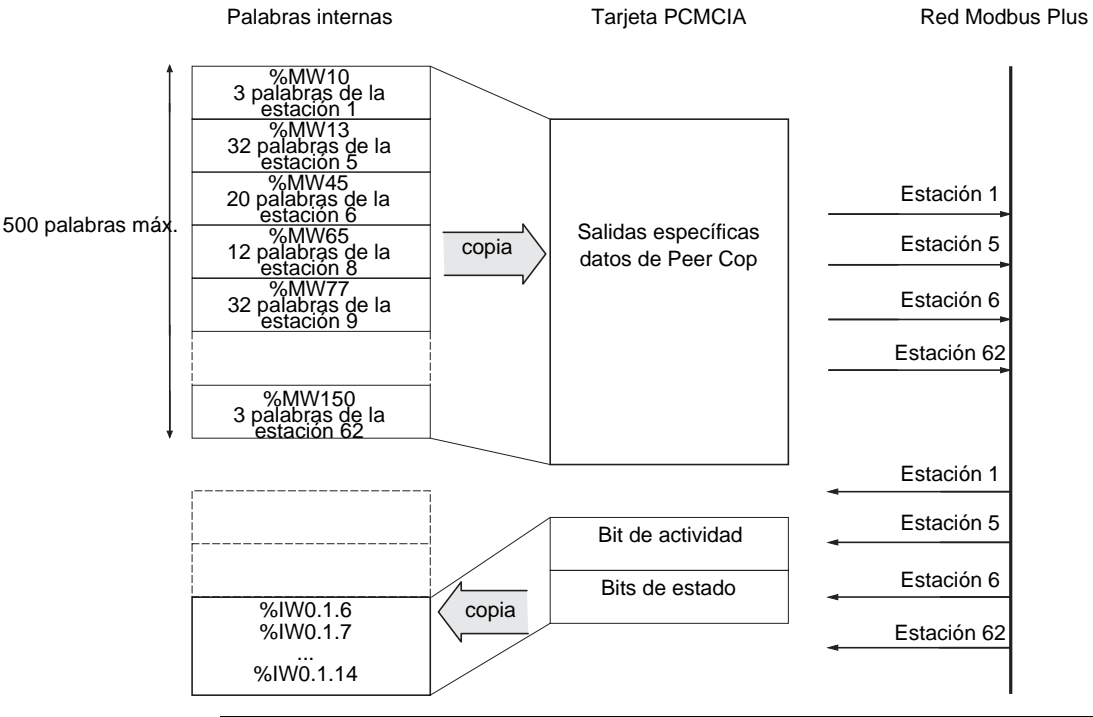 Palabras internas
Tarjeta PCMCIA
Red Modbus Plus
500 palabras máx.
%MW10
3 palabras de la
estación 1
%MW13
32 palabras de la
estación 5
%MW45
20 palabras de la
estación 6
%MW65
12 palabras de la
estación 8
%MW77
32 palabras de la
estación 9
%MW150
3 palabras de la
estación 62
copia
Salidas específicas
datos de Peer Cop
Estación 1
Estación 5
Estación 6
Estación 62
%IW0.1.6
%IW0.1.7
...
%IW0.1.14
copia
Bit de actividad
Bits de estado
Estación 1
Estación 5
Estación 6
Estación 62